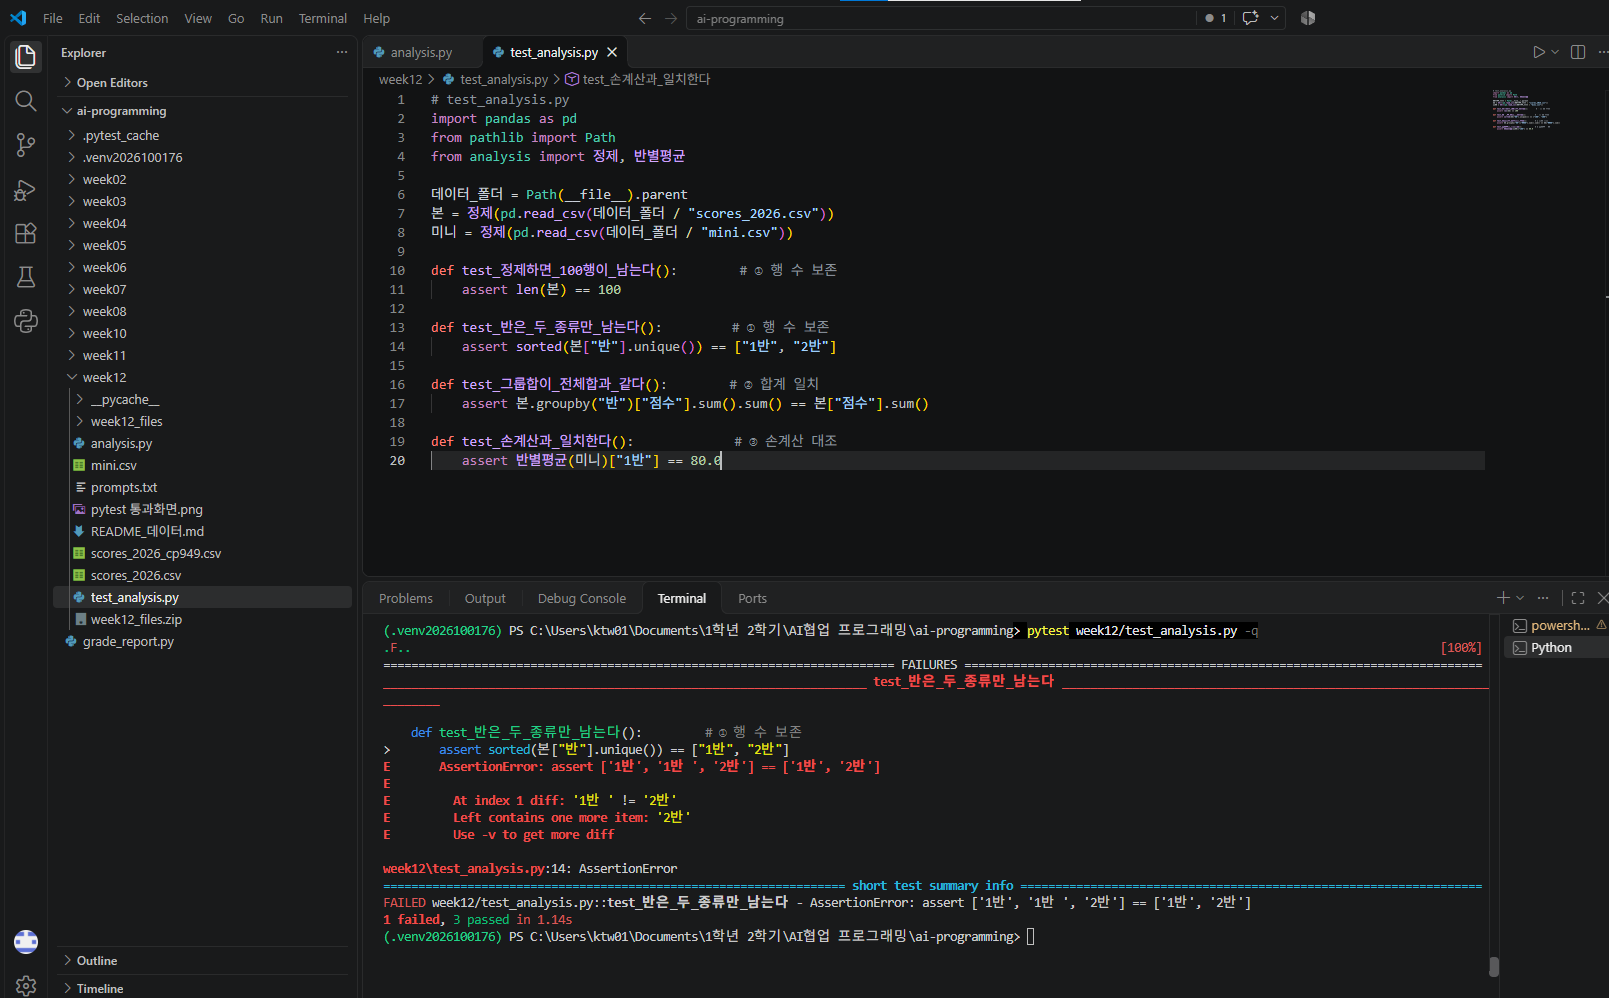 File Edit Selection View Go Run Terminal Help
ai-programming
1
Explorer
Open Editors
ai-programming
.pytest_cache
.venv2026100176
week02
week03
week04
week05
week06
week07
week08
week10
week11
week12
__pycache__
week12_files
analysis.py
mini.csv
prompts.txt
pytest 통과화면.png
README_데이터.md
scores_2026_cp949.csv
scores_2026.csv
test_analysis.py
week12_files.zip
grade_report.py
Outline
Timeline
analysis.py test_analysis.py
week12 > test_analysis.py > test_손계산과_일치한다
1 # test_analysis.py
2 import pandas as pd
3 from pathlib import Path
4 from analysis import 정제, 반별평균
5
6 데이터_폴더 = Path(__file__).parent
7 본 = 정제(pd.read_csv(데이터_폴더 / "scores_2026.csv"))
8 미니 = 정제(pd.read_csv(데이터_폴더 / "mini.csv"))
9
10 def test_정제하면_100행이_남는다(): # ① 행 수 보존
11 assert len(본) == 100
12
13 def test_반은_두_종류만_남는다(): # ① 행 수 보존
14 assert sorted(본["반"].unique()) == ["1반", "2반"]
15
16 def test_그룹합이_전체합과_같다(): # ② 합계 일치
17 assert 본.groupby("반")["점수"].sum().sum() == 본["점수"].sum()
18
19 def test_손계산과_일치한다(): # ③ 손계산 대조
20 assert 반별평균(미니)["1반"] == 80.0
Problems Output Debug Console Terminal Ports
powersh...
Python
(.venv2026100176) PS C:\Users\ktw01\Documents\1학년 2학기\AI협업 프로그래밍\ai-programming> pytest week12/test_analysis.py -q
.F.. [100%]
=== FAILURES ===
___ test_반은_두_종류만_남는다 ___
def test_반은_두_종류만_남는다(): # ① 행 수 보존
> assert sorted(본["반"].unique()) == ["1반", "2반"]
E AssertionError: assert ['1반', '1반 ', '2반'] == ['1반', '2반']
E
E At index 1 diff: '1반 ' != '2반'
E Left contains one more item: '2반'
E Use -v to get more diff
week12\test_analysis.py:14: AssertionError
=== short test summary info ===
FAILED week12/test_analysis.py::test_반은_두_종류만_남는다 - AssertionError: assert ['1반', '1반 ', '2반'] == ['1반', '2반']
1 failed, 3 passed in 1.14s
(.venv2026100176) PS C:\Users\ktw01\Documents\1학년 2학기\AI협업 프로그래밍\ai-programming>